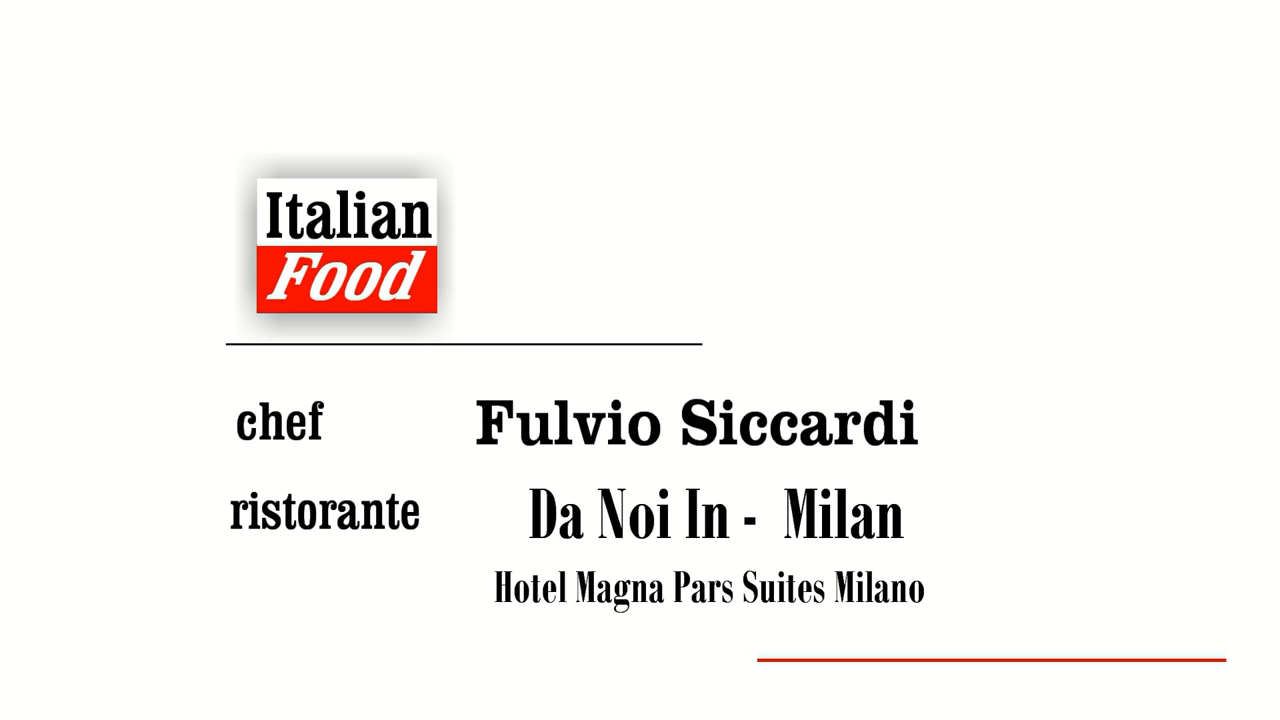 Italian
Food
chef Fulvio Siccardi
ristorante Da Noi In - Milan
Hotel Magna Pars Suites Milano